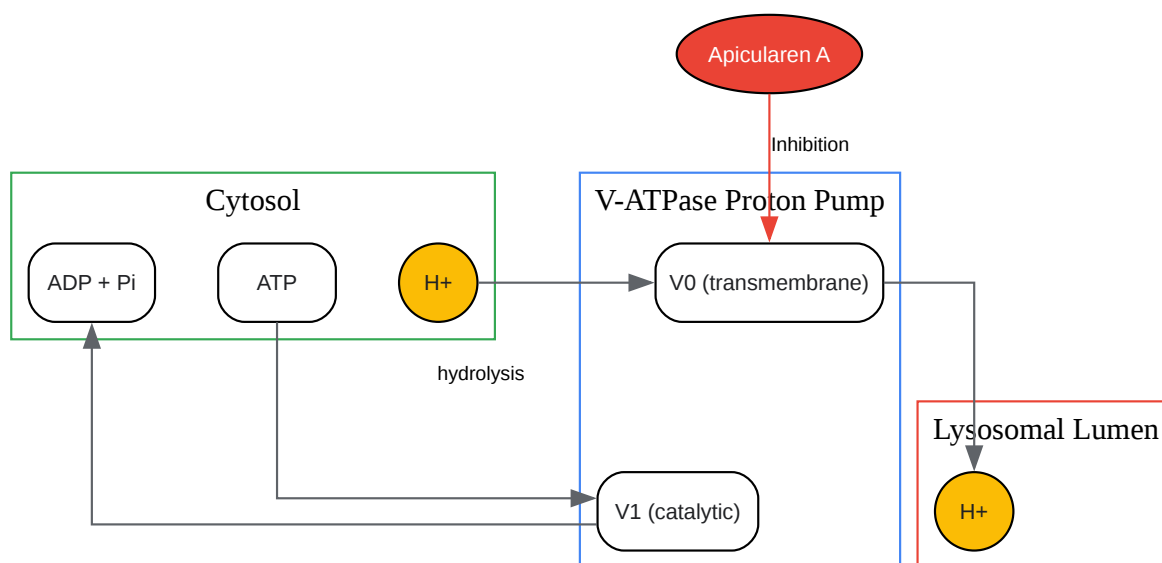 Apicularen A
Inhibition
Cytosol
V-ATPase Proton Pump
ADP + Pi
ATP
H+
V0 (transmembrane)
hydrolysis
Lysosomal Lumen
V1 (catalytic)
H+